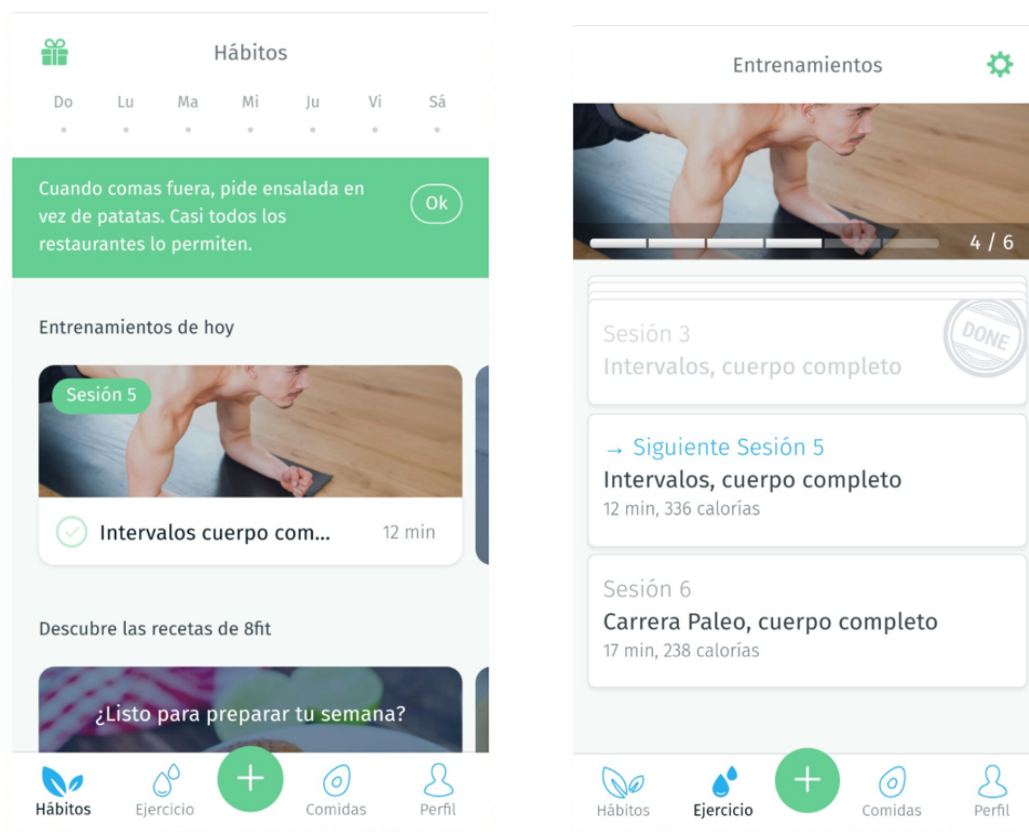 Hábitos
Do Lu Ma Mi Ju Vi Sá
Cuando comas fuera, pide ensalada en
vez de patatas. Casi todos los
restaurantes lo permiten.
Ok
Entrenamientos de hoy
Sesión 5
Intervalos cuerpo com... 12 min
Descubre las recetas de 8fit
¿Listo para preparar tu semana?
Hábitos Ejercicio + Comidas Perfil
Entrenamientos
4 / 6
Sesión 3
Intervalos, cuerpo completo
DONE
→ Siguiente Sesión 5
Intervalos, cuerpo completo
12 min, 336 calorías
Sesión 6
Carrera Paleo, cuerpo completo
17 min, 238 calorías
Hábitos Ejercicio + Comidas Perfil